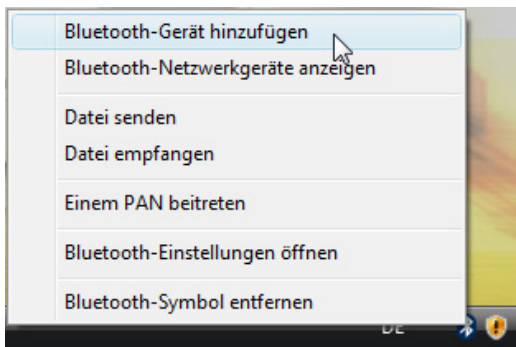 Bluetooth-Gerät hinzufügen
Bluetooth-Netzwerkgeräte anzeigen
Datei senden
Datei empfangen
Einem PAN beitreten
Bluetooth-Einstellungen öffnen
Bluetooth-Symbol entfernen
DE